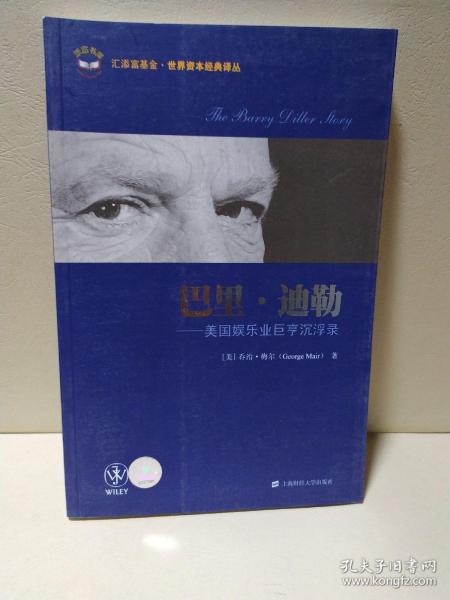 汇添富基金·世界资本经典译丛
The Barry Diller Story
巴里·迪勒
——美国娱乐业巨亨沉浮录
[美] 乔治·梅尔（George Mair） 著
WILEY
上海财经大学出版社
孔夫子旧书网
www.kongfz.com